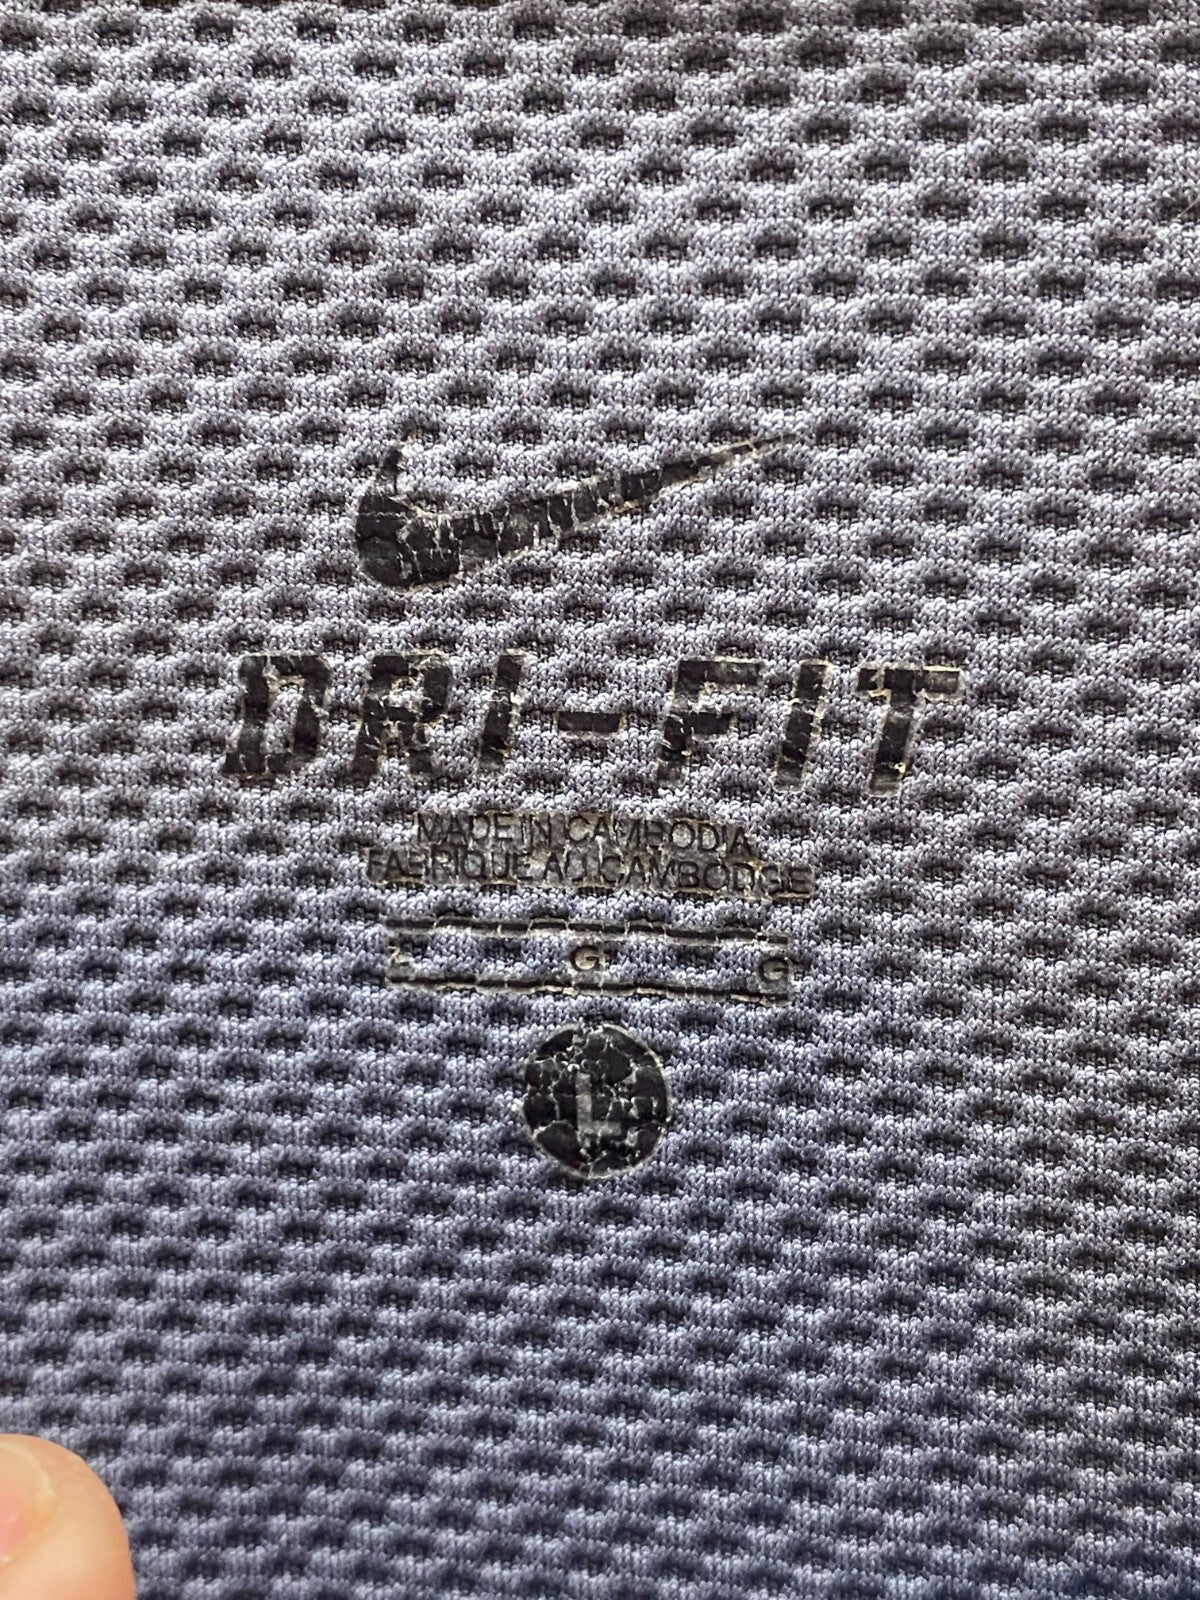 DRI-FIT
MADE IN CAMBODIA
FABRIQUE AU CAMBODGE
L G G
L